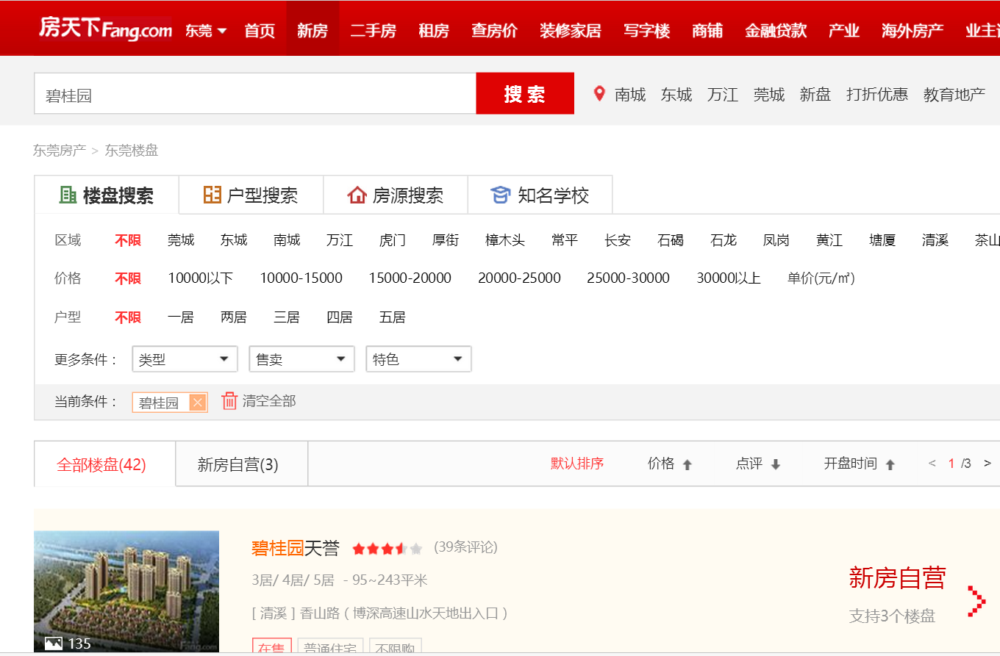 房天下Fang.com 东莞 首页 新房 二手房 租房 查房价 装修家居 写字楼 商铺 金融贷款 产业 海外房产 业主
碧桂园 搜索 南城 东城 万江 莞城 新盘 打折优惠 教育地产
东莞房产 > 东莞楼盘
楼盘搜索 户型搜索 房源搜索 知名学校
区域 不限 莞城 东城 南城 万江 虎门 厚街 樟木头 常平 长安 石碣 石龙 凤岗 黄江 塘厦 清溪 茶山
价格 不限 10000以下 10000-15000 15000-20000 20000-25000 25000-30000 30000以上 单价(元/㎡)
户型 不限 一居 两居 三居 四居 五居
更多条件： 类型 售卖 特色
当前条件： 碧桂园 清空全部
全部楼盘(42) 新房自营(3) 默认排序 价格 点评 开盘时间 < 1 /3 >
碧桂园天誉 (39条评论)
3居/ 4居/ 5居 - 95~243平米
[ 清溪 ] 香山路 ( 博深高速山水天地出入口 )
在售 普通住宅 不限购
135
Fang.com
新房自营
支持3个楼盘